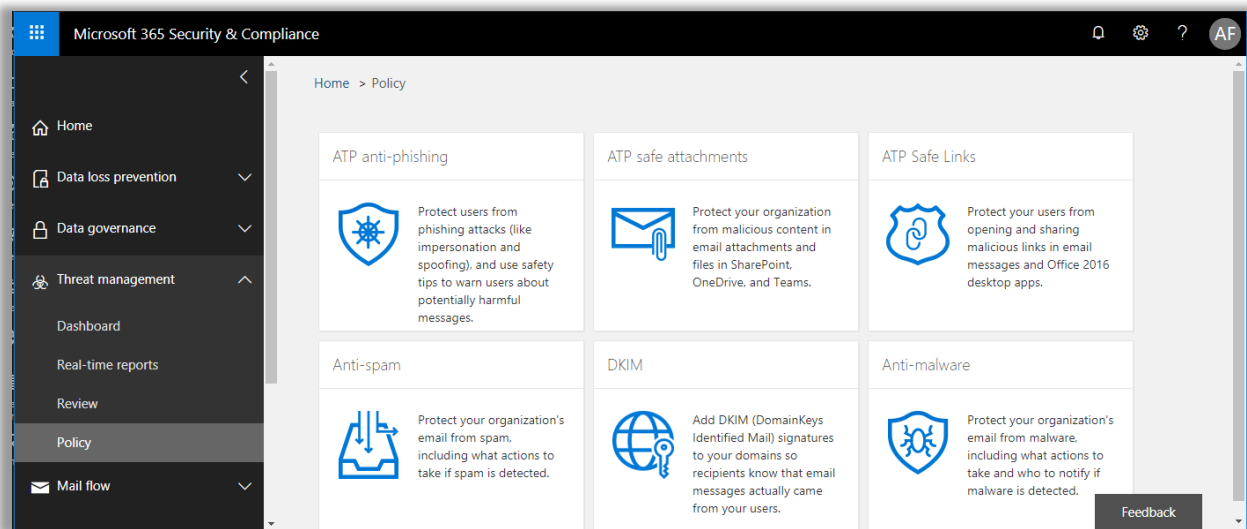 Microsoft 365 Security & Compliance
?
AF
Home > Policy
Home
Data loss prevention
Data governance
Threat management
Dashboard
Real-time reports
Review
Policy
Mail flow
ATP anti-phishing
Protect users from
phishing attacks (like
impersonation and
spoofing), and use safety
tips to warn users about
potentially harmful
messages.
ATP safe attachments
Protect your organization
from malicious content in
email attachments and
files in SharePoint,
OneDrive, and Teams.
ATP Safe Links
Protect your users from
opening and sharing
malicious links in email
messages and Office 2016
desktop apps.
Anti-spam
Protect your organization's
email from spam,
including what actions to
take if spam is detected.
DKIM
Add DKIM (DomainKeys
Identified Mail) signatures
to your domains so
recipients know that email
messages actually came
from your users.
Anti-malware
Protect your organization's
email from malware,
including what actions to
take and who to notify if
malware is detected.
Feedback